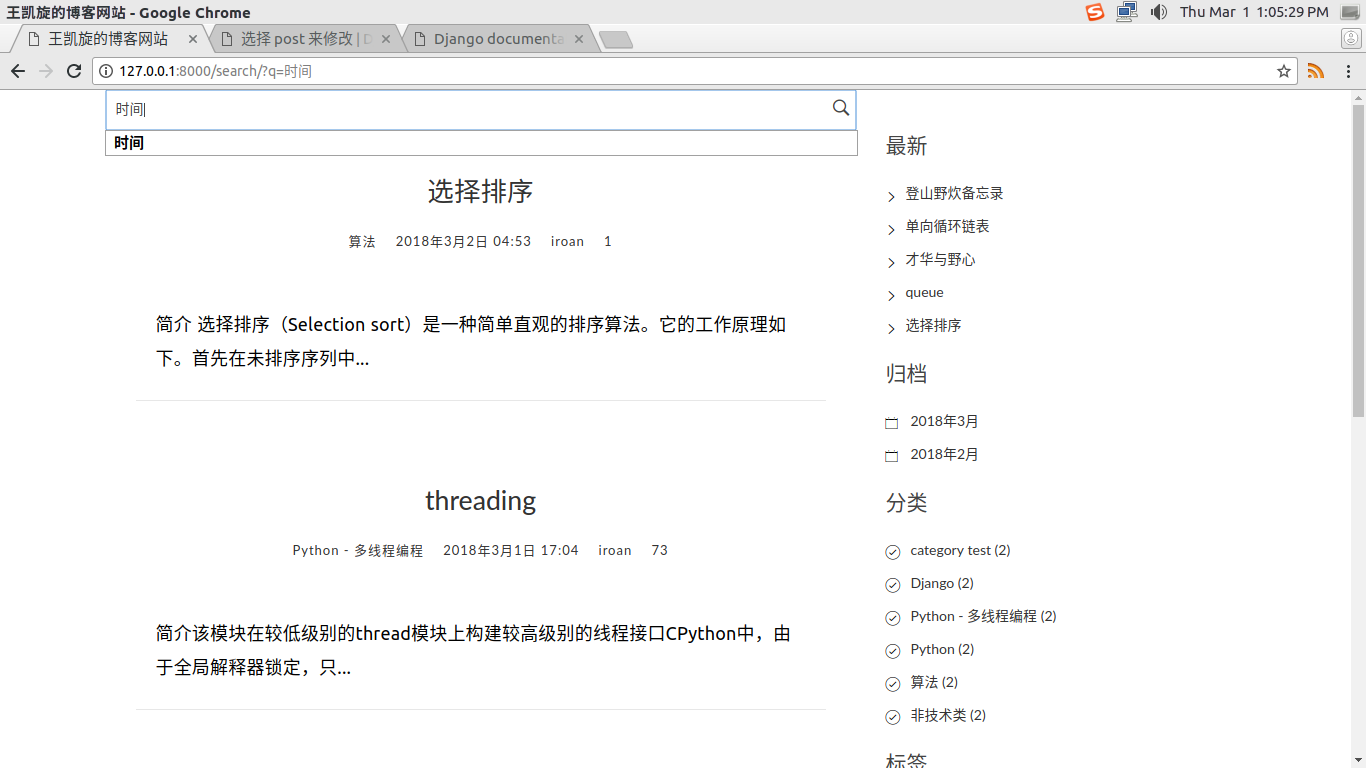 王凯旋的博客网站 - Google Chrome
Thu Mar 1 1:05:29 PM
王凯旋的博客网站
选择 post 来修改 | D
Django documenta
127.0.0.1:8000/search/?q=时间
时间
时间
选择排序
算法 2018年3月2日 04:53 iroan 1
简介 选择排序（Selection sort）是一种简单直观的排序算法。它的工作原理如
下。首先在未排序序列中...
threading
Python - 多线程编程 2018年3月1日 17:04 iroan 73
简介该模块在较低级别的thread模块上构建较高级别的线程接口CPython中，由
于全局解释器锁定，只...
最新
登山野炊备忘录
单向循环链表
才华与野心
queue
选择排序
归档
2018年3月
2018年2月
分类
category test (2)
Django (2)
Python - 多线程编程 (2)
Python (2)
算法 (2)
非技术类 (2)
标签